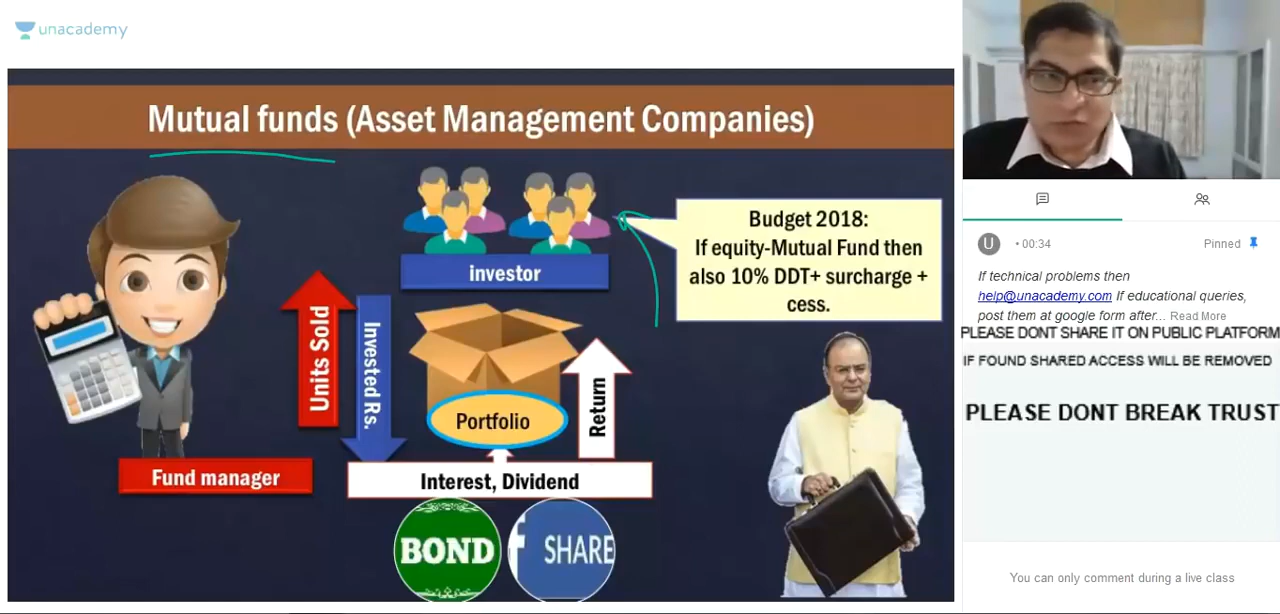 unacademy
Mutual funds (Asset Management Companies)
Budget 2018:
If equity-Mutual Fund then
also 10% DDT+ surcharge +
cess.
investor
Units Sold
Invested Rs.
Portfolio
Return
Fund manager
Interest, Dividend
BOND
f SHARE
U • 00:34 Pinned
If technical problems then
help@unacademy.com If educational queries,
post them at google form after... Read More
PLEASE DONT SHARE IT ON PUBLIC PLATFORM
IF FOUND SHARED ACCESS WILL BE REMOVED
PLEASE DONT BREAK TRUST
You can only comment during a live class